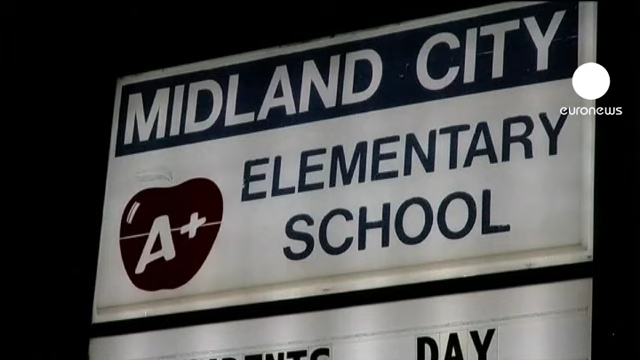 MIDLAND CITY
euronews
A+
ELEMENTARY
SCHOOL
DAY